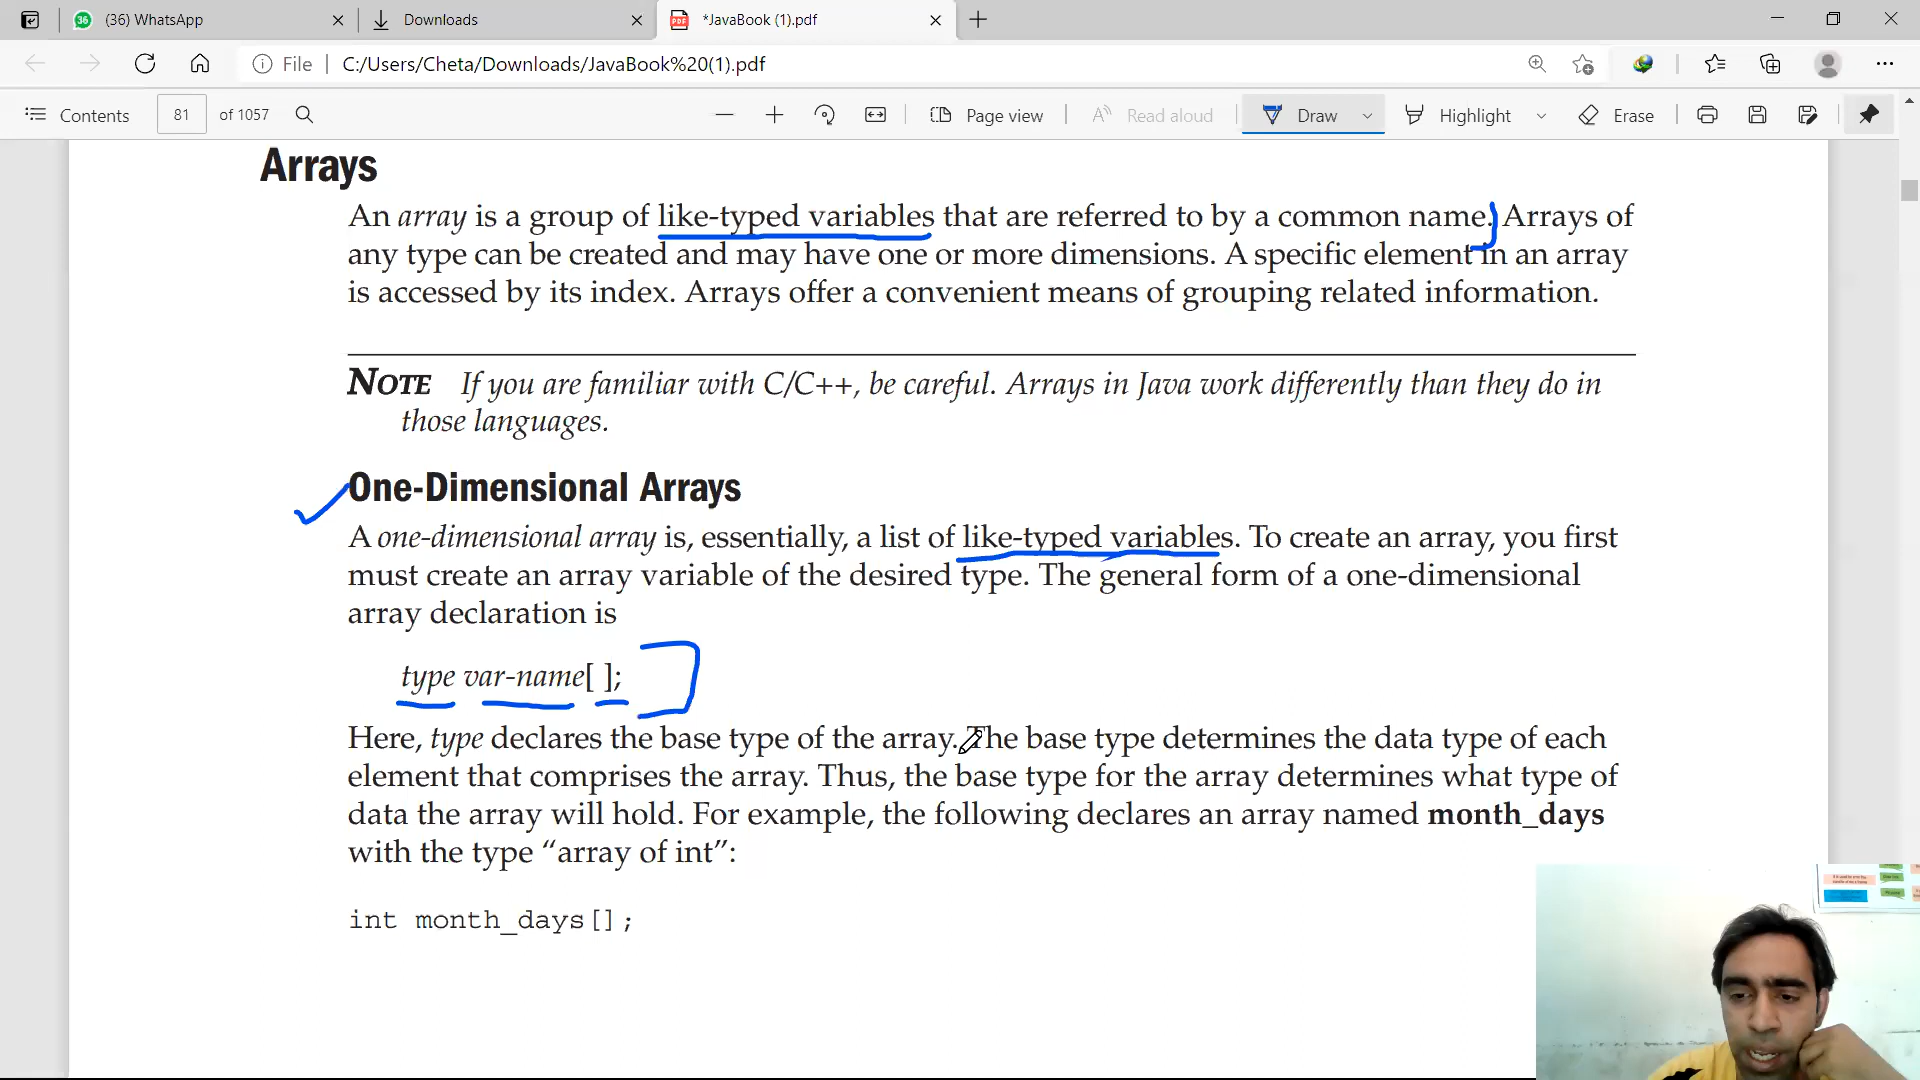 36 (36) WhatsApp Downloads PDF *JavaBook (1).pdf
File C:/Users/Cheta/Downloads/JavaBook%20(1).pdf
Contents 81 of 1057 Page view Read aloud Draw Highlight Erase
Arrays
An array is a group of like-typed variables that are referred to by a common name. Arrays of
any type can be created and may have one or more dimensions. A specific element in an array
is accessed by its index. Arrays offer a convenient means of grouping related information.
NOTE If you are familiar with C/C++, be careful. Arrays in Java work differently than they do in
those languages.
One-Dimensional Arrays
A one-dimensional array is, essentially, a list of like-typed variables. To create an array, you first
must create an array variable of the desired type. The general form of a one-dimensional
array declaration is
type var-name[ ];
Here, type declares the base type of the array. The base type determines the data type of each
element that comprises the array. Thus, the base type for the array determines what type of
data the array will hold. For example, the following declares an array named month_days
with the type “array of int”:
int month_days[];